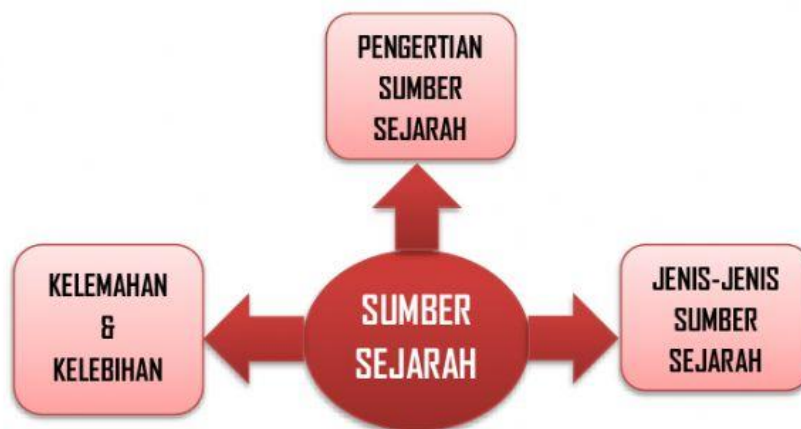 PENGERTIAN
SUMBER
SEJARAH
KELEMAHAN
&
KELEBIHAN
SUMBER
SEJARAH
JENIS-JENIS
SUMBER
SEJARAH